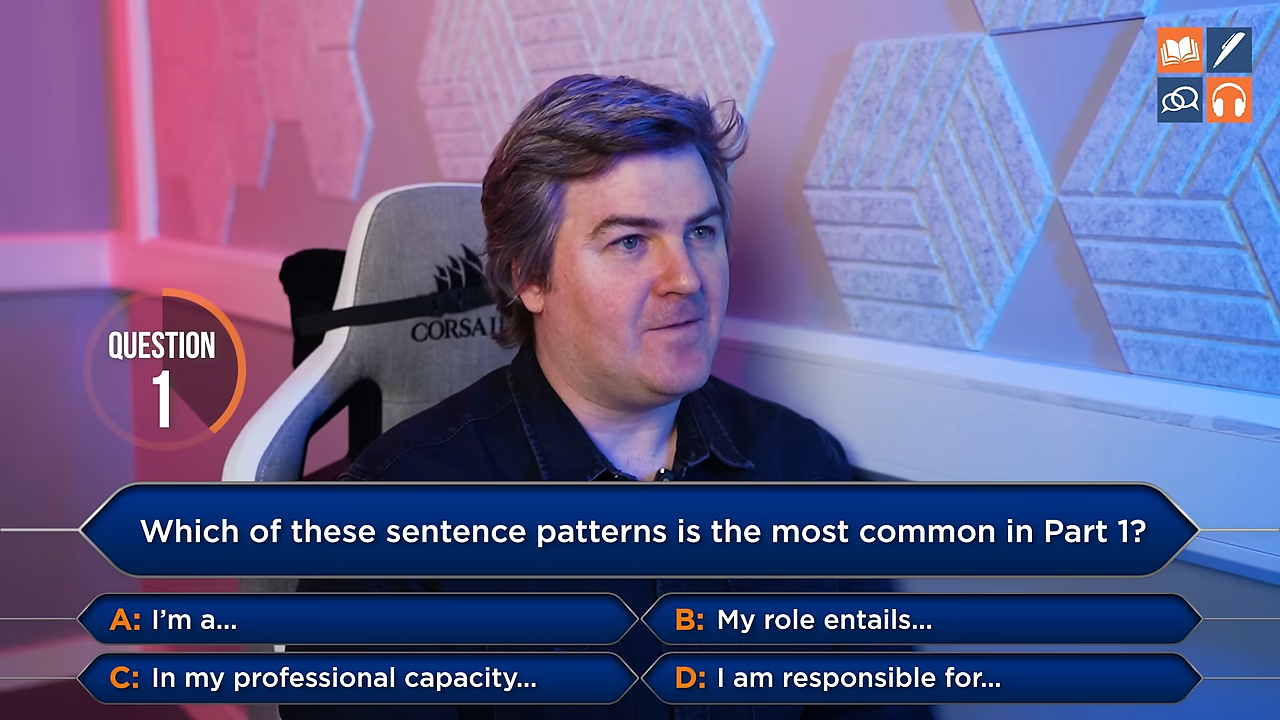 CORSAI
QUESTION
1
Which of these sentence patterns is the most common in Part 1?
A: I’m a...
B: My role entails...
C: In my professional capacity...
D: I am responsible for...